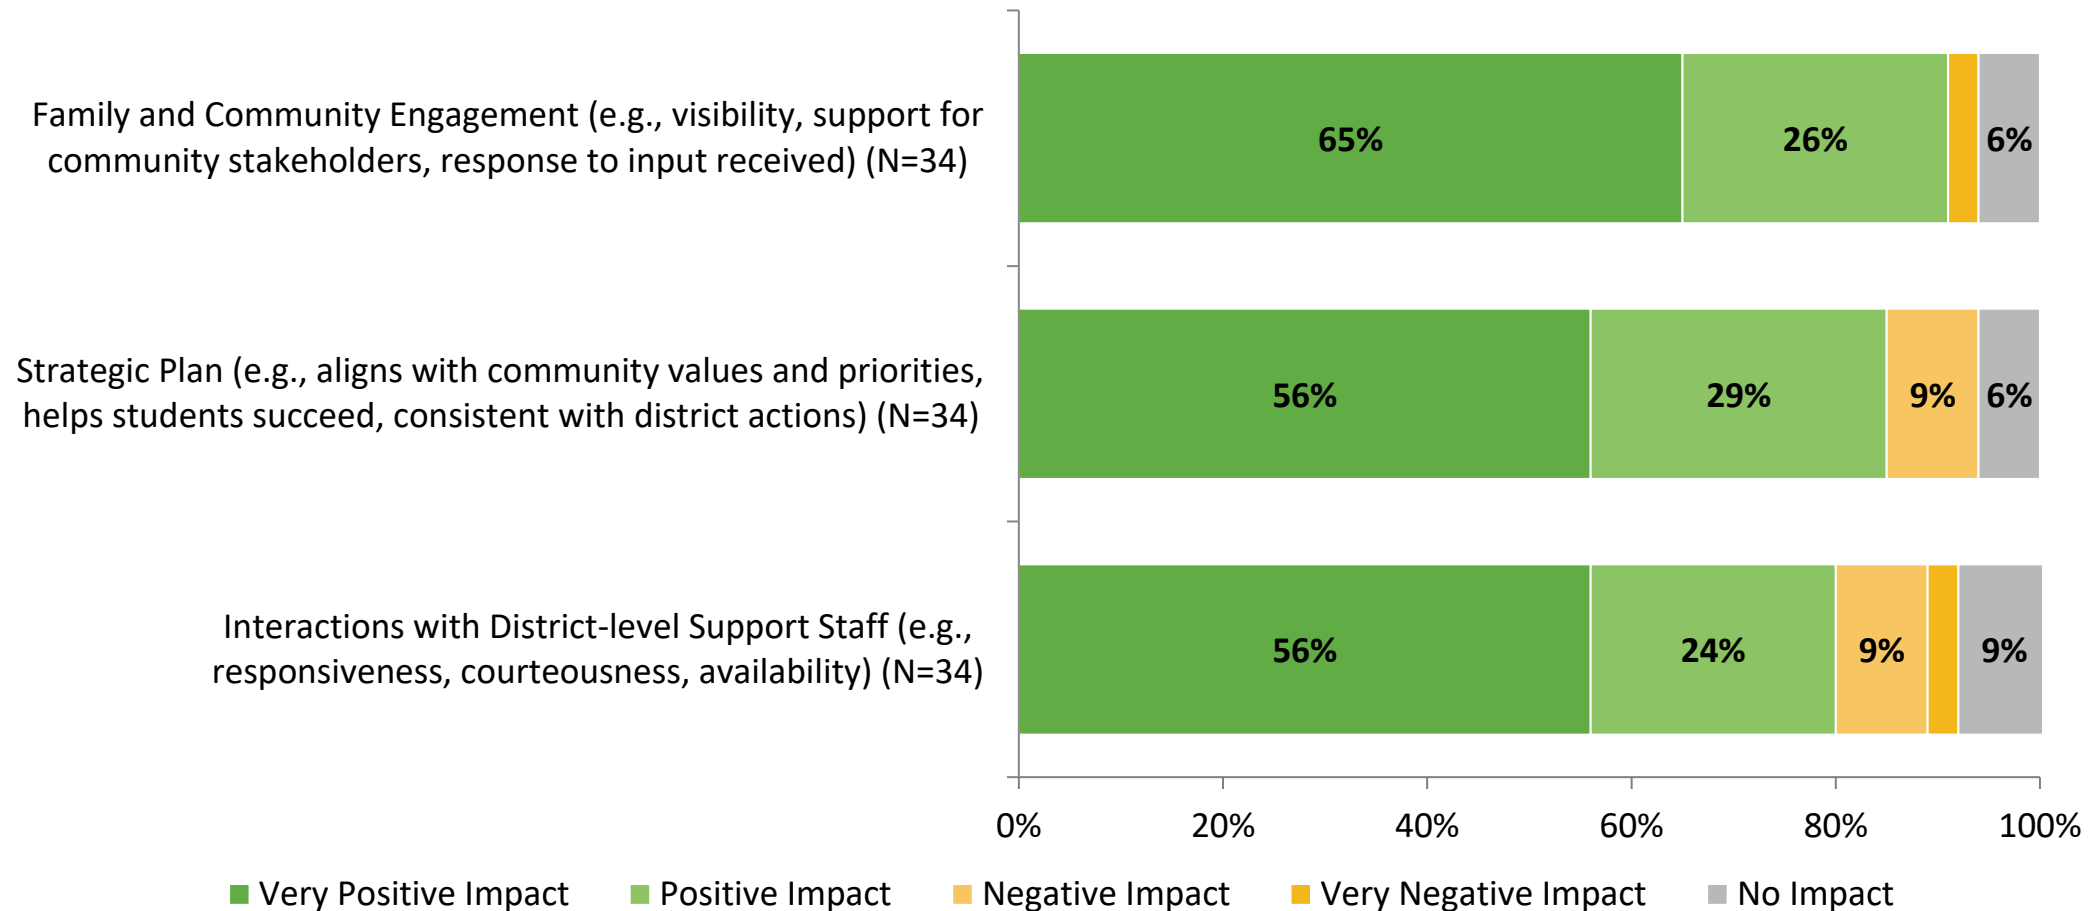 Family and Community Engagement (e.g., visibility, support for
community stakeholders, response to input received) (N=34)
65%
26%
6%
Strategic Plan (e.g., aligns with community values and priorities,
helps students succeed, consistent with district actions) (N=34)
56%
29%
9%
6%
Interactions with District-level Support Staff (e.g.,
responsiveness, courteousness, availability) (N=34)
56%
24%
9%
9%
0%
20%
40%
60%
80%
100%
Very Positive Impact
Positive Impact
Negative Impact
Very Negative Impact
No Impact